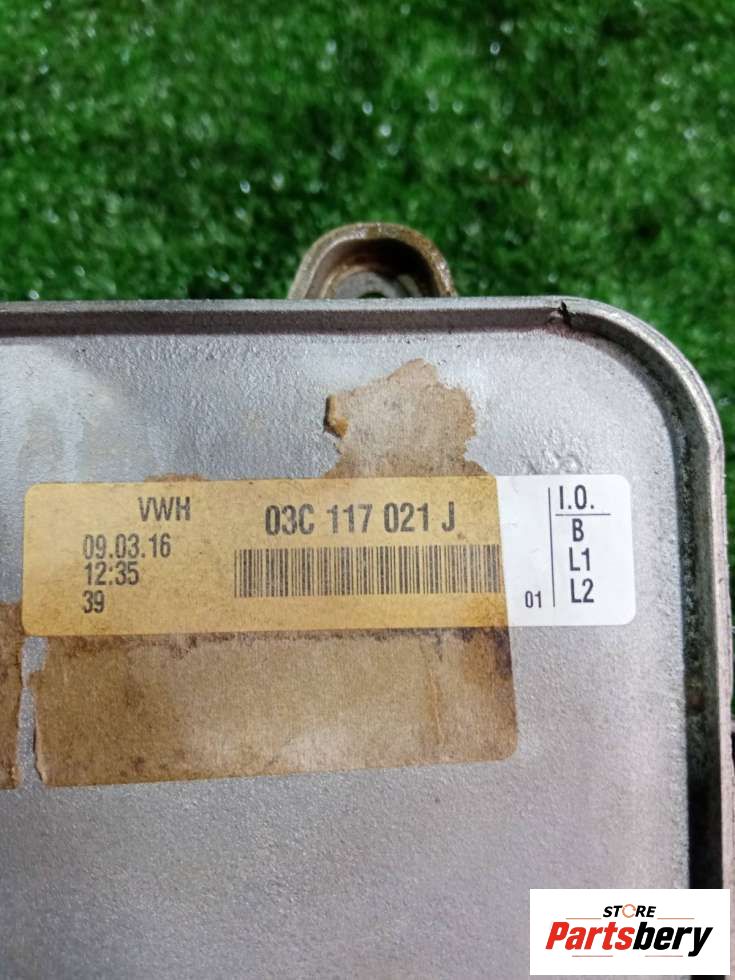 VWH
03C 117 021 J
I.O.
09.03.16
B
12:35
L1
39
01
L2
STORE
Partsbery